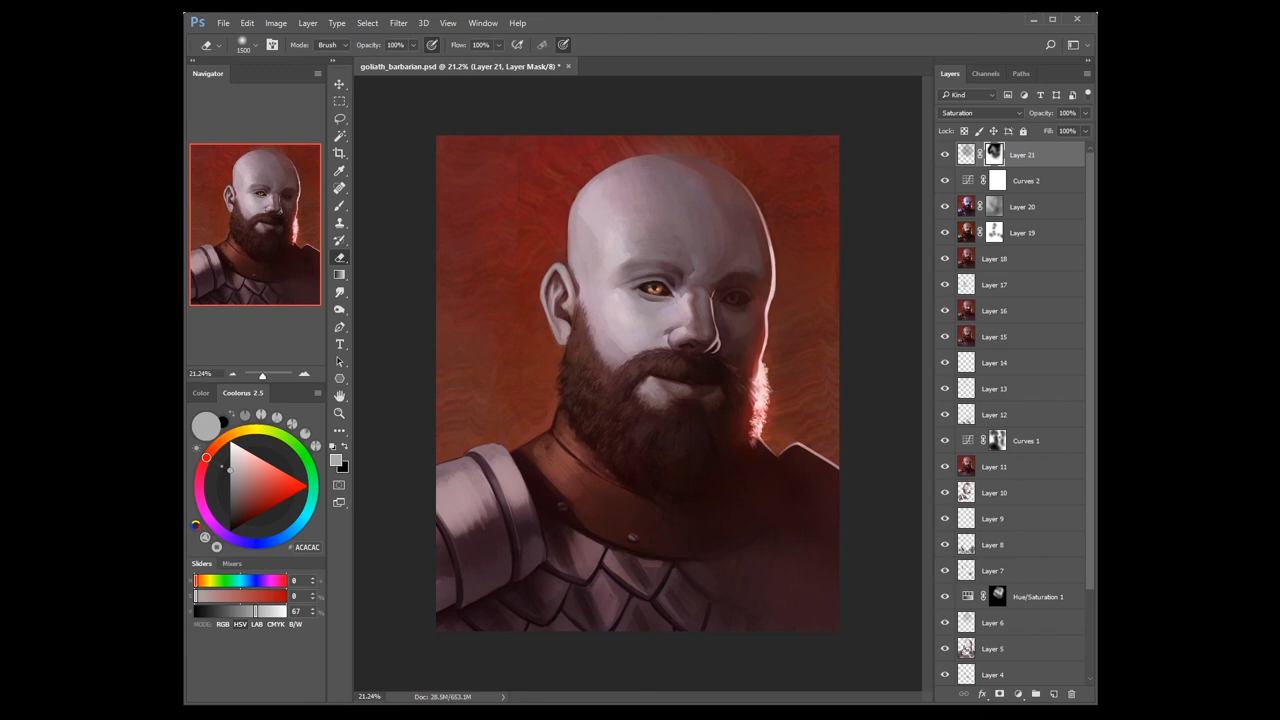 Ps File Edit Image Layer Type Select Filter 3D View Window Help
1500 Mode: Brush Opacity: 100% Flow: 100%
Navigator
goliath_barbarian.psd @ 21.2% (Layer 21, Layer Mask/8) * ×
Layers Channels Paths
Kind
Saturation Opacity: 100%
Lock: Fill: 100%
Layer 21
Curves 2
Layer 20
Layer 19
Layer 18
Layer 17
Layer 16
Layer 15
Layer 14
Layer 13
Layer 12
Curves 1
Layer 11
Layer 10
Layer 9
Layer 8
Layer 7
Hue/Saturation 1
Layer 6
Layer 5
Layer 4
21.24%
Color Coolorus 2.5
# ACACAC
Sliders Mixers
H 0
S 0 %
P 67 %
MODE: RGB HSV LAB CMYK B/W
21.24% Doc: 28.5M/653.1M